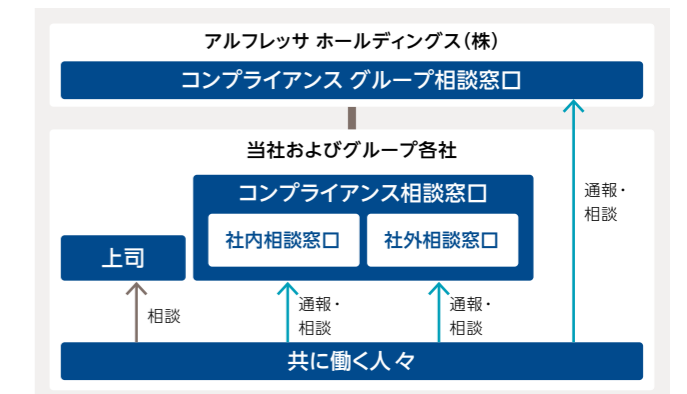 アルフレッサ ホールディングス(株)
コンプライアンス グループ相談窓口
当社およびグループ各社
コンプライアンス相談窓口
社内相談窓口
社外相談窓口
上司
通報・
相談
相談
通報・
相談
通報・
相談
共に働く人々